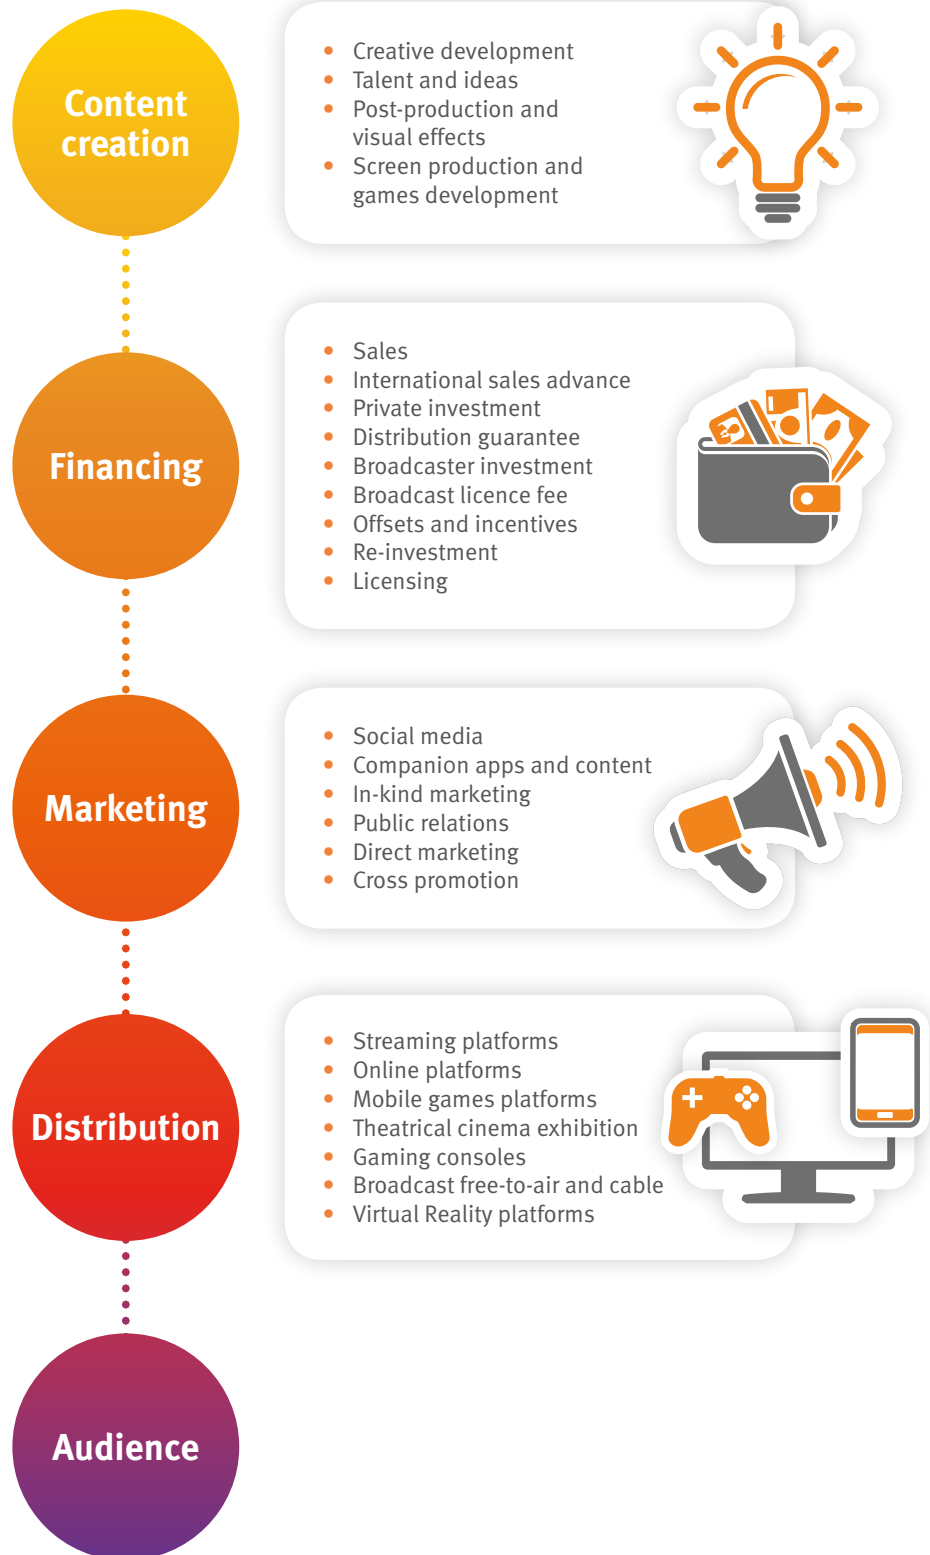 Content
creation
• Creative development
• Talent and ideas
• Post-production and
visual effects
• Screen production and
games development
Financing
• Sales
• International sales advance
• Private investment
• Distribution guarantee
• Broadcaster investment
• Broadcast licence fee
• Offsets and incentives
• Re-investment
• Licensing
Marketing
• Social media
• Companion apps and content
• In-kind marketing
• Public relations
• Direct marketing
• Cross promotion
Distribution
• Streaming platforms
• Online platforms
• Mobile games platforms
• Theatrical cinema exhibition
• Gaming consoles
• Broadcast free-to-air and cable
• Virtual Reality platforms
Audience